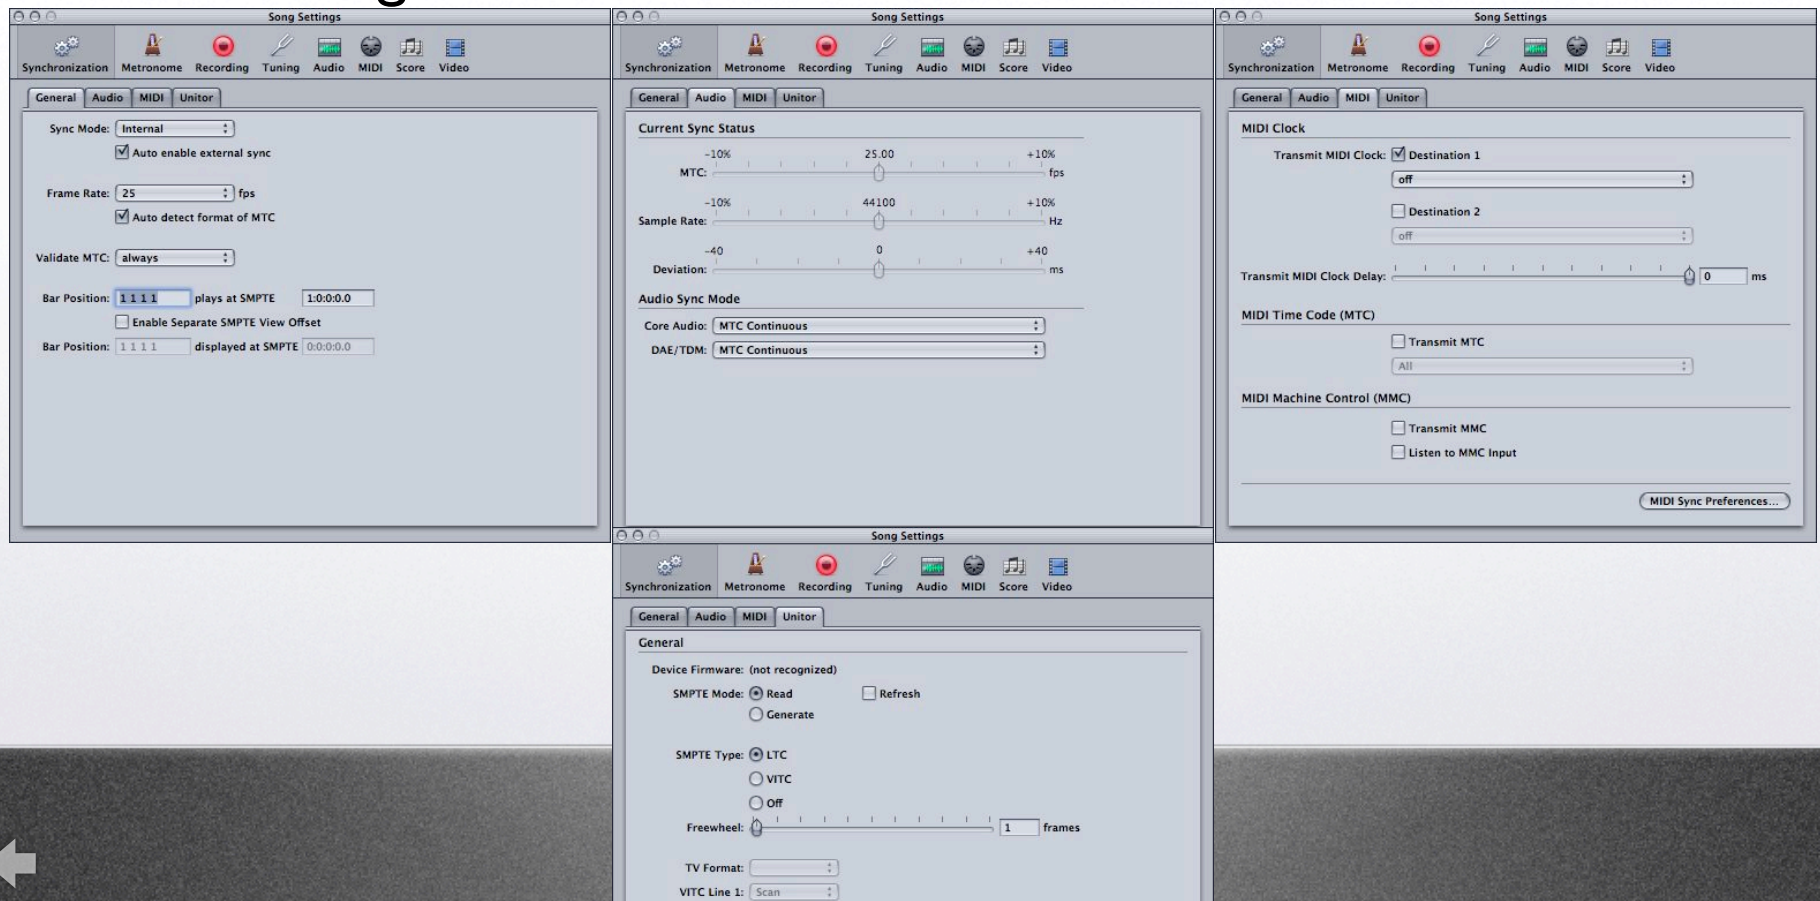 Song Settings
Synchronization Metronome Recording Tuning Audio MIDI Score Video
General Audio MIDI Unitor
Sync Mode: Internal
Auto enable external sync
Frame Rate: 25 fps
Auto detect format of MTC
Validate MTC: always
Bar Position: 1 1 1 1 plays at SMPTE 1:0:0:0.0
Enable Separate SMPTE View Offset
Bar Position: 1 1 1 1 displayed at SMPTE 0:0:0:0.0
Song Settings
Synchronization Metronome Recording Tuning Audio MIDI Score Video
General Audio MIDI Unitor
Current Sync Status
-10% 25.00 +10%
MTC: fps
-10% 44100 +10%
Sample Rate: Hz
-40 0 +40
Deviation: ms
Audio Sync Mode
Core Audio: MTC Continuous
DAE/TDM: MTC Continuous
Song Settings
Synchronization Metronome Recording Tuning Audio MIDI Score Video
General Audio MIDI Unitor
MIDI Clock
Transmit MIDI Clock: Destination 1
off
Destination 2
off
Transmit MIDI Clock Delay: 0 ms
MIDI Time Code (MTC)
Transmit MTC
All
MIDI Machine Control (MMC)
Transmit MMC
Listen to MMC Input
MIDI Sync Preferences...
Song Settings
Synchronization Metronome Recording Tuning Audio MIDI Score Video
General Audio MIDI Unitor
General
Device Firmware: (not recognized)
SMPTE Mode: Read Refresh
Generate
SMPTE Type: LTC
VITC
Off
Freewheel: 1 frames
TV Format:
VITC Line 1: Scan